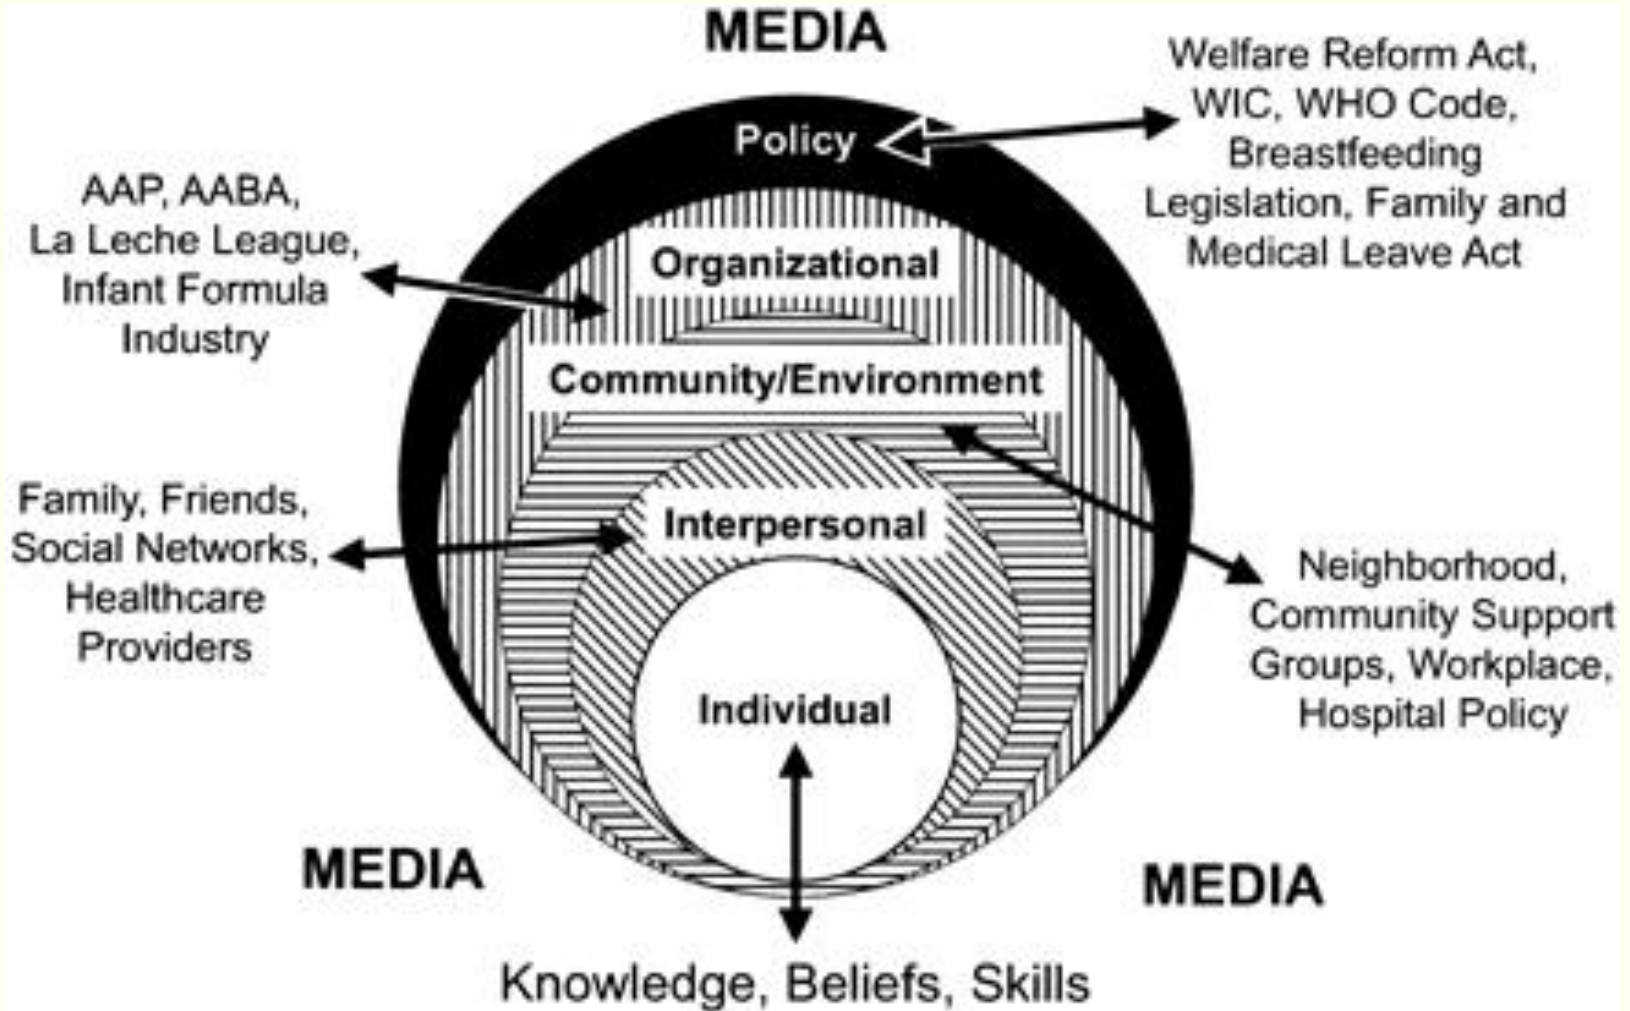 MEDIA
Welfare Reform Act,
WIC, WHO Code,
Breastfeeding
Legislation, Family and
Medical Leave Act
Policy
AAP, AABA,
La Leche League,
Infant Formula
Industry
Organizational
Community/Environment
Family, Friends,
Social Networks,
Healthcare
Providers
Interpersonal
Neighborhood,
Community Support
Groups, Workplace,
Hospital Policy
Individual
MEDIA
MEDIA
Knowledge, Beliefs, Skills